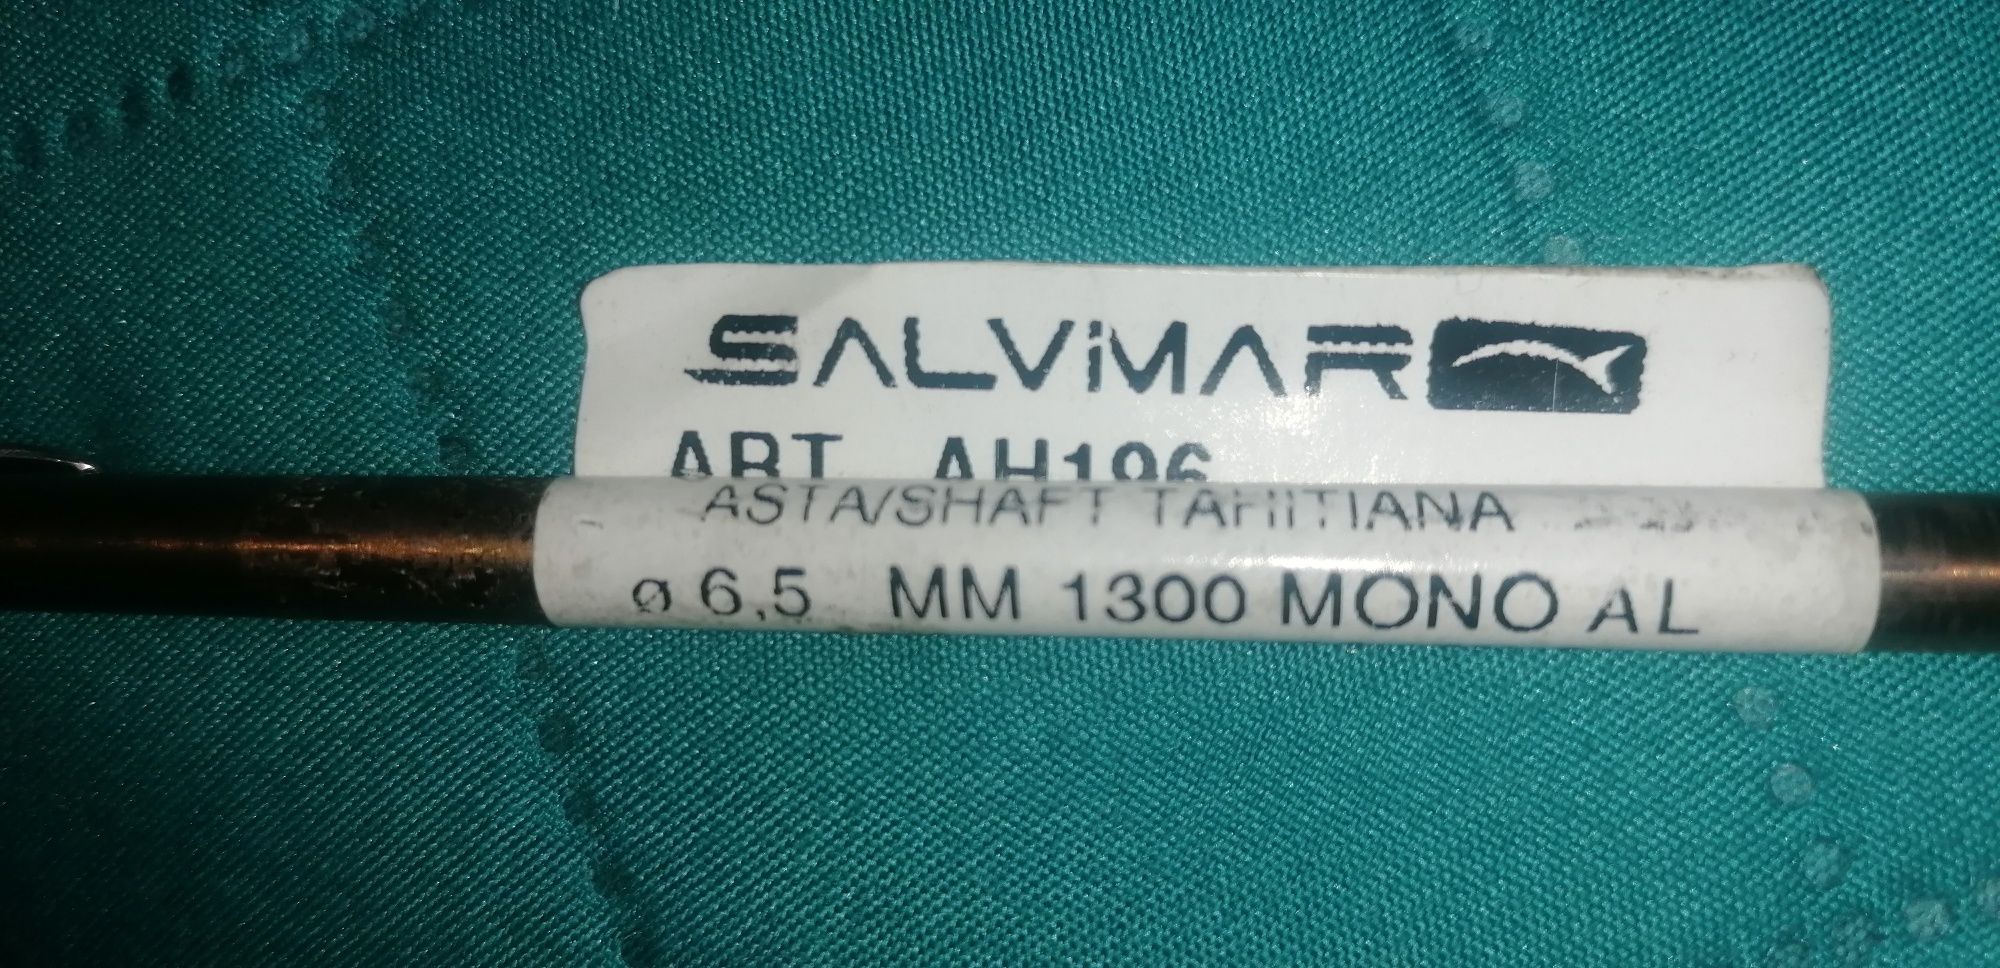 SALVIMAR
ART. AH196
ASTA/SHAFT TAHITIANA
ø 6,5 MM 1300 MONO AL